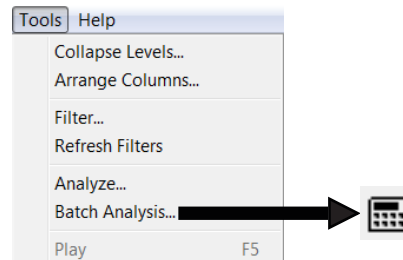 Tools Help
Collapse Levels...
Arrange Columns...
Filter...
Refresh Filters
Analyze...
Batch Analysis...
Play F5